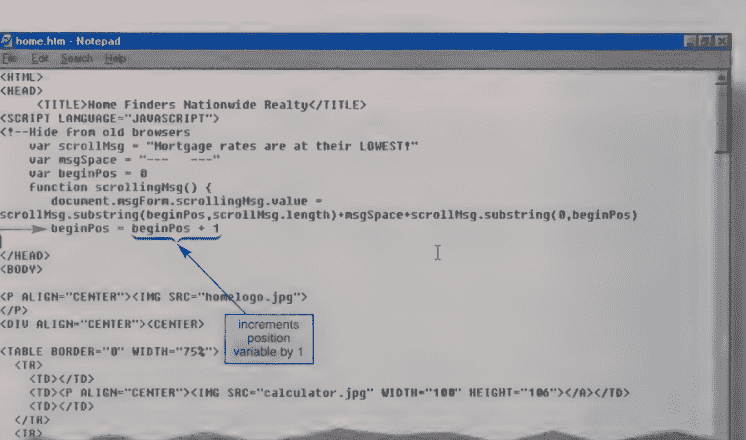 home.htm - Notepad
File Edit Search Help
<HTML>
<HEAD>
<TITLE>Home Finders Nationwide Realty</TITLE>
<SCRIPT LANGUAGE="JAVASCRIPT">
<!--Hide from old browsers
var scrollMsg = "Mortgage rates are at their LOWEST!"
var msgSpace = "---   ---"
var beginPos = 0
function scrollingMsg() {
document.msgForm.scrollingMsg.value =
scrollMsg.substring(beginPos,scrollMsg.length)+msgSpace+scrollMsg.substring(0,beginPos)
beginPos = beginPos + 1
</HEAD>
<BODY>
<P ALIGN="CENTER"><IMG SRC="homelogo.jpg">
</P>
<DIV ALIGN="CENTER"><CENTER>
increments
position
variable by 1
<TABLE BORDER="0" WIDTH="75%">
<TR>
<TD></TD>
<TD><P ALIGN="CENTER"><IMG SRC="calculator.jpg" WIDTH="100" HEIGHT="106"></A></TD>
<TD></TD>
</TR>
<TR>